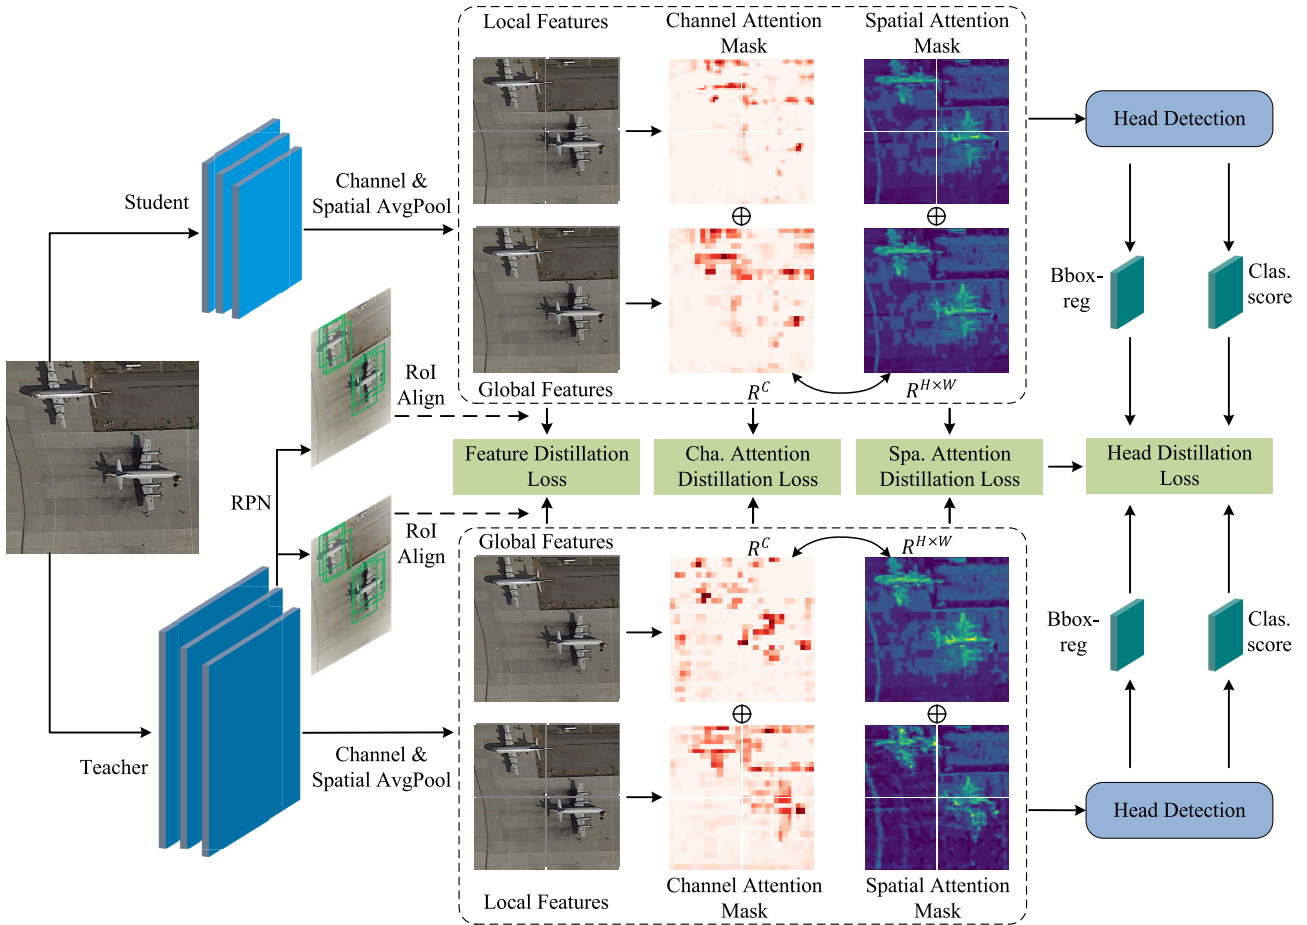 Local Features
Channel Attention
Mask
Spatial Attention
Mask
Head Detection
Student
Channel &
Spatial AvgPool
Bbox-
reg
Clas.
score
RoI
Align
Global Features
R^C
R^{H×W}
Feature Distillation
Loss
Cha. Attention
Distillation Loss
Spa. Attention
Distillation Loss
Head Distillation
Loss
RPN
RoI
Align
Global Features
R^C
R^{H×W}
Bbox-
reg
Clas.
score
Teacher
Channel &
Spatial AvgPool
Head Detection
Local Features
Channel Attention
Mask
Spatial Attention
Mask